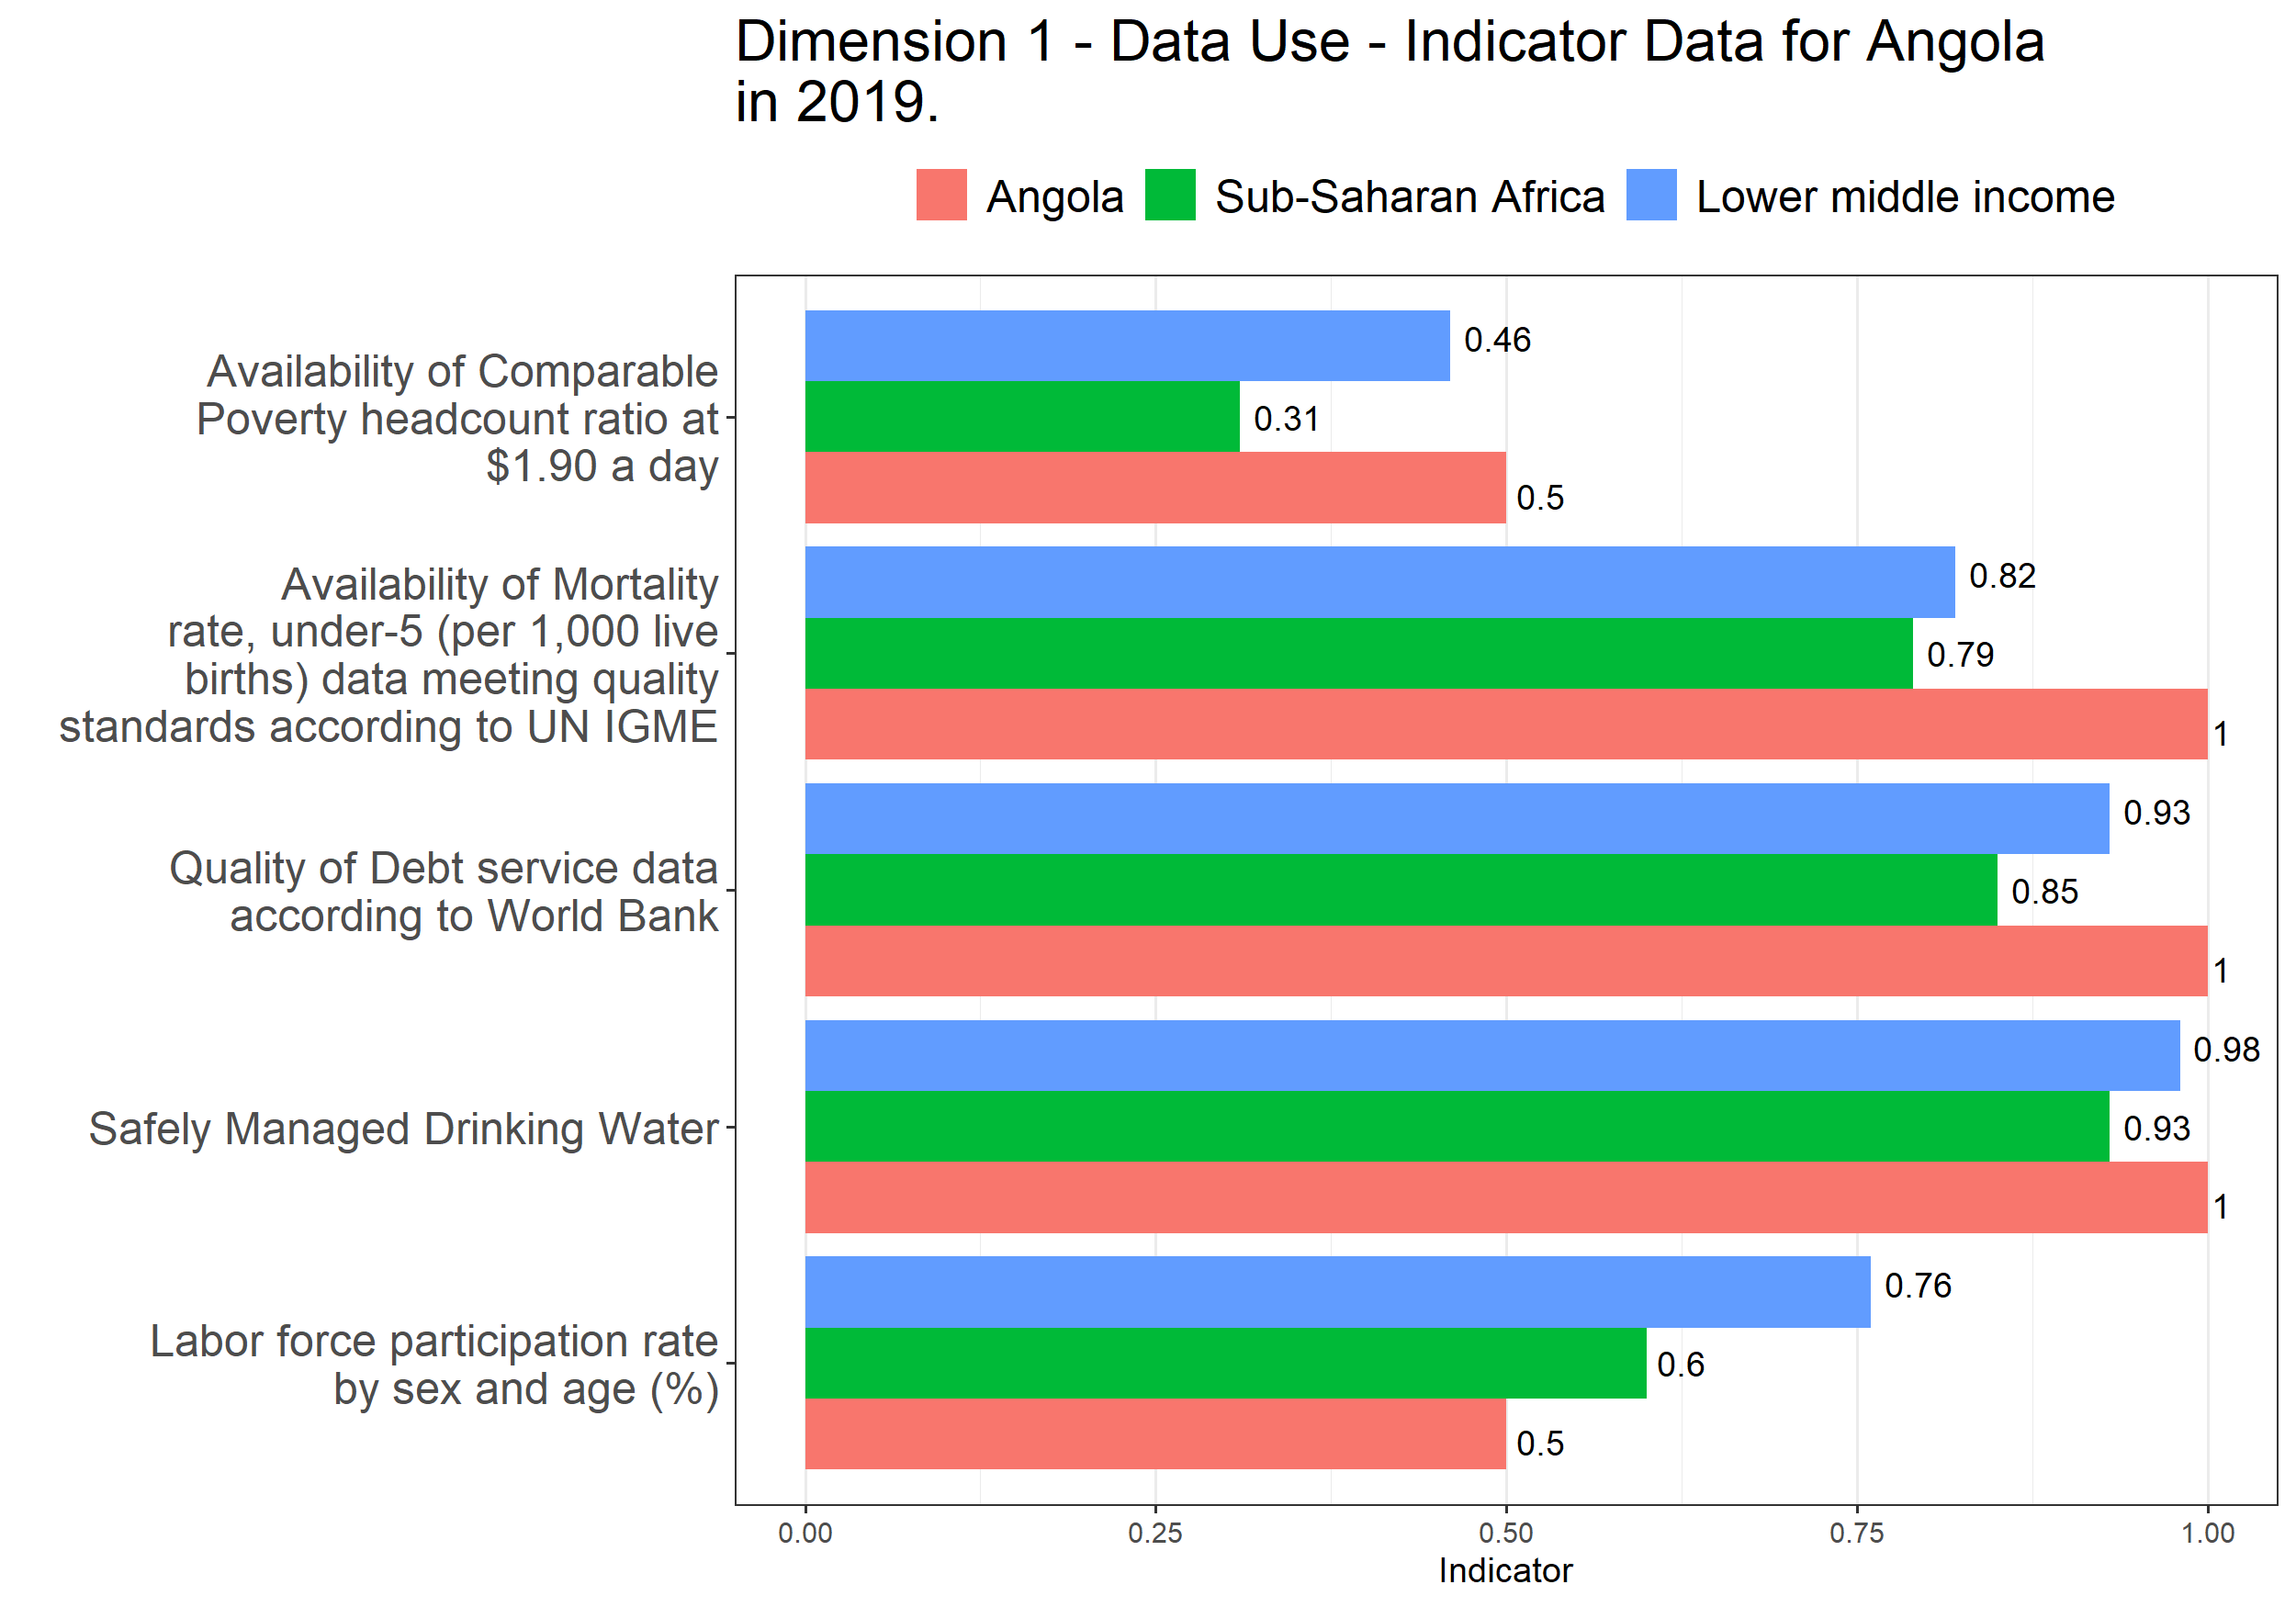 Dimension 1 - Data Use - Indicator Data for Angola
in 2019.
Angola
Sub-Saharan Africa
Lower middle income
Availability of Comparable
Poverty headcount ratio at
$1.90 a day
0.46
0.31
0.5
Availability of Mortality
rate, under-5 (per 1,000 live
births) data meeting quality
standards according to UN IGME
0.82
0.79
1
Quality of Debt service data
according to World Bank
0.93
0.85
1
Safely Managed Drinking Water
0.98
0.93
1
Labor force participation rate
by sex and age (%)
0.76
0.6
0.5
0.00
0.25
0.50
0.75
1.00
Indicator